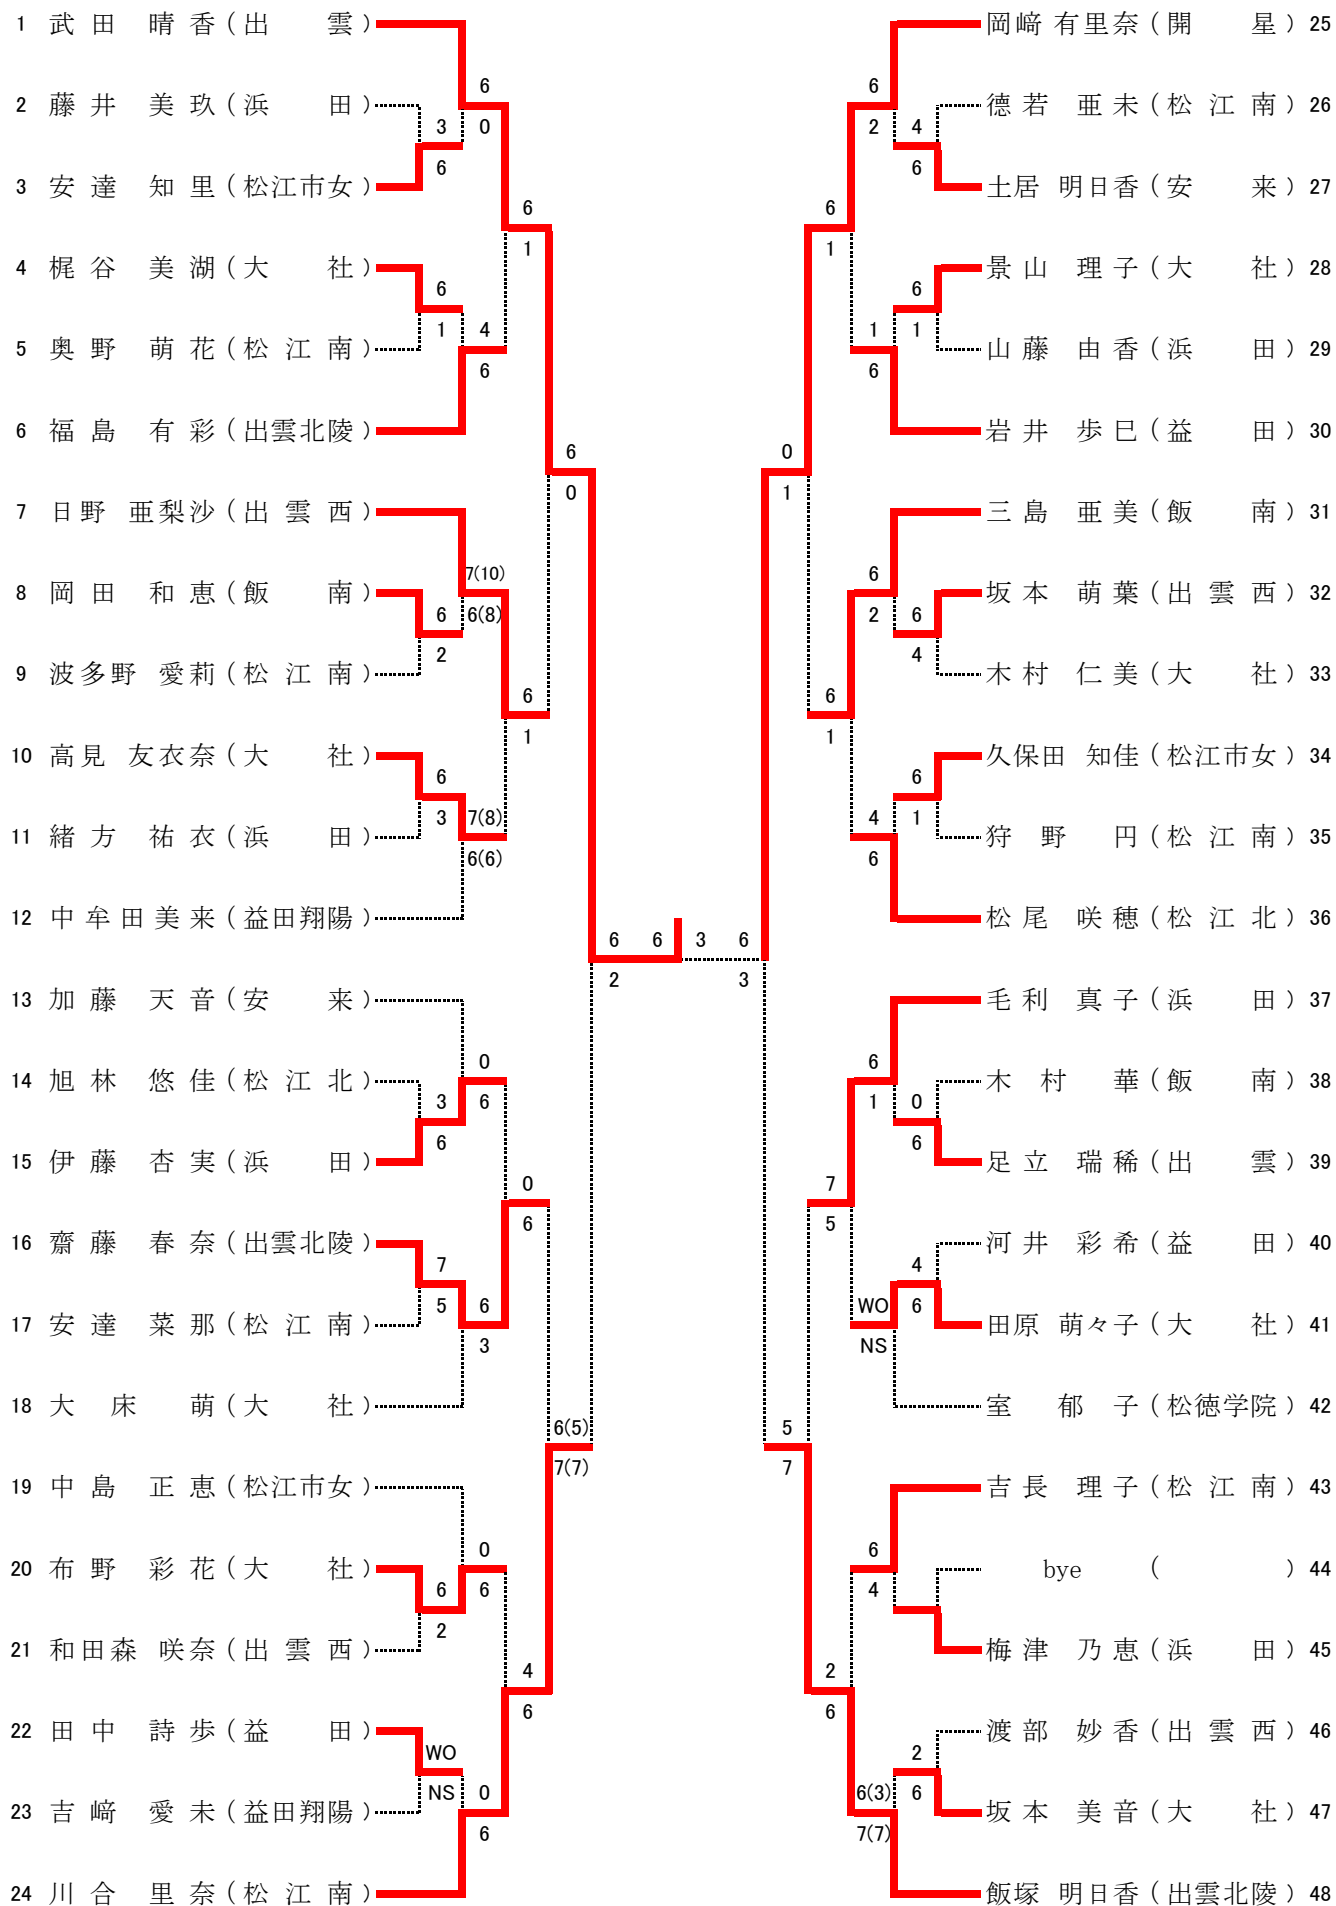 1 武田 晴香(出 雲)
2 藤井 美玖(浜 田)
3 安達 知里(松江市女)
4 梶谷 美湖(大 社)
5 奥野 萌花(松江南)
6 福島 有彩(出雲北陵)
7 日野 亜梨沙(出雲西)
8 岡田 和恵(飯 南)
9 波多野 愛莉(松江南)
10 高見 友衣奈(大 社)
11 緒方 祐衣(浜 田)
12 中牟田美来(益田翔陽)
13 加藤 天音(安 来)
14 旭林 悠佳(松江北)
15 伊藤 杏実(浜 田)
16 齋藤 春奈(出雲北陵)
17 安達 菜那(松江南)
18 大床 萌(大 社)
19 中島 正恵(松江市女)
20 布野 彩花(大 社)
21 和田森 咲奈(出雲西)
22 田中 詩歩(益 田)
23 吉﨑 愛未(益田翔陽)
24 川合 里奈(松江南)
3
6
6
1
6
2
6
3
3
6
7
5
6
2
WO
NS
6
0
4
6
7(10)
6(8)
7(8)
6(6)
0
6
6
3
0
6
0
6
6
1
6
1
0
6
4
6
6
0
6(5)
7(7)
6
2
6
3
6
3
0
1
5
7
6
1
6
1
7
5
2
6
6
2
1
6
6
2
4
6
6
1
WO
NS
6
4
6(3)
7(7)
4
6
6
1
6
4
6
1
0
6
4
6
2
6
岡﨑 有里奈(開 星) 25
德若 亜未(松江南) 26
土居 明日香(安 来) 27
景山 理子(大 社) 28
山藤 由香(浜 田) 29
岩井 歩巳(益 田) 30
三島 亜美(飯 南) 31
坂本 萌葉(出雲西) 32
木村 仁美(大 社) 33
久保田 知佳(松江市女) 34
狩野 円(松江南) 35
松尾 咲穂(松江北) 36
毛利 真子(浜 田) 37
木村 華(飯 南) 38
足立 瑞稀(出 雲) 39
河井 彩希(益 田) 40
田原 萌々子(大 社) 41
室 郁子(松徳学院) 42
吉長 理子(松江南) 43
bye ( ) 44
梅津 乃恵(浜 田) 45
渡部 妙香(出雲西) 46
坂本 美音(大 社) 47
飯塚 明日香(出雲北陵) 48